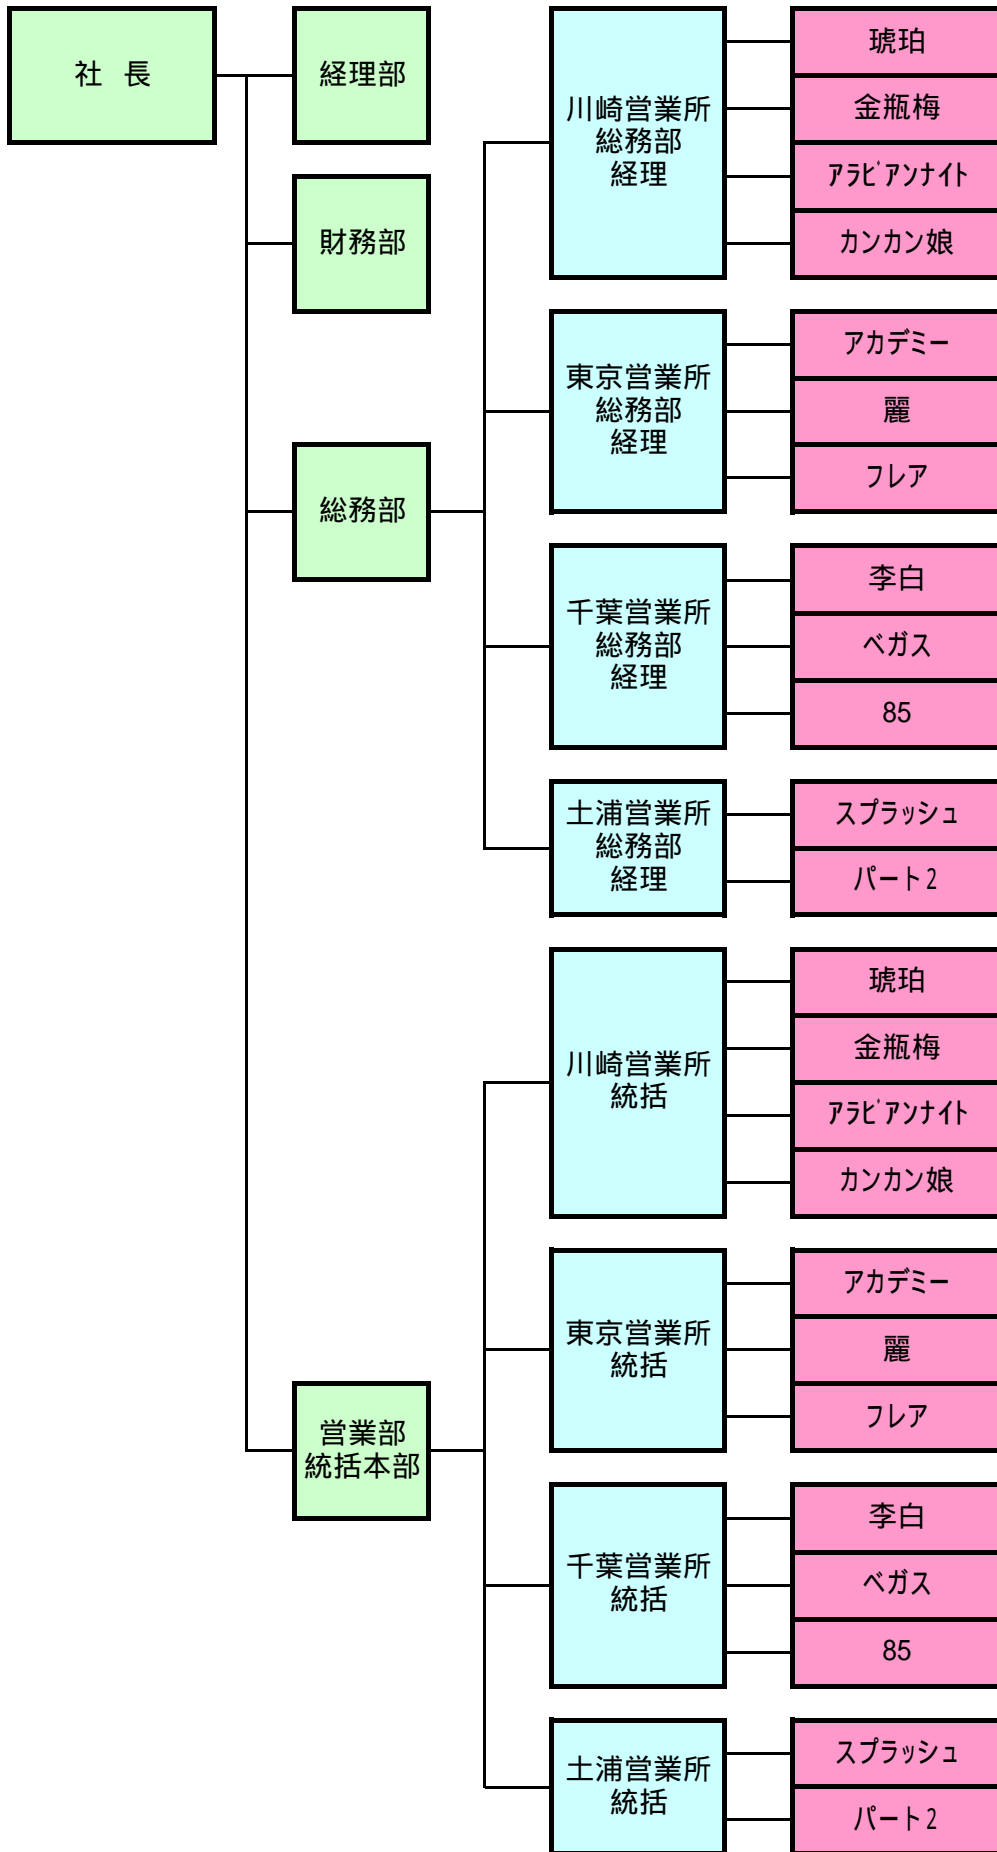 社 長
経理部
財務部
総務部
営業部
統括本部
川崎営業所
総務部
経理
琥珀
金瓶梅
アラビアンナイト
カンカン娘
東京営業所
総務部
経理
アカデミー
麗
フレア
千葉営業所
総務部
経理
李白
ベガス
85
土浦営業所
総務部
経理
スプラッシュ
パート2
川崎営業所
統括
琥珀
金瓶梅
アラビアンナイト
カンカン娘
東京営業所
統括
アカデミー
麗
フレア
千葉営業所
統括
李白
ベガス
85
土浦営業所
統括
スプラッシュ
パート2